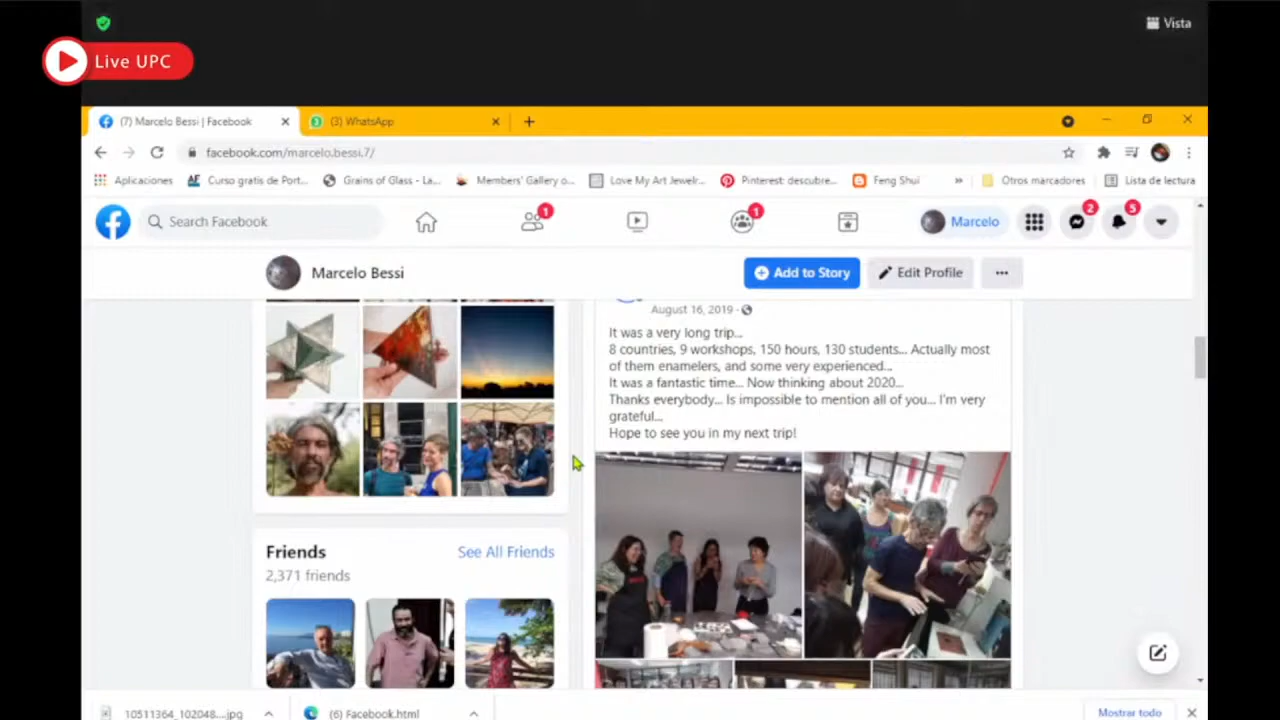 Vista
Live UPC
(7) Marcelo Bessi | Facebook
(3) WhatsApp
facebook.com/marcelo.bessi.7/
Aplicaciones
Curso gratis de Port...
Grains of Glass - La...
Members' Gallery o...
Love My Art Jewelr...
Pinterest: descubre...
Feng Shui
»
Otros marcadores
Lista de lectura
Search Facebook
1
1
Marcelo
2
5
Marcelo Bessi
Add to Story
Edit Profile
...
August 16, 2019 ·
It was a very long trip...
8 countries, 9 workshops, 150 hours, 130 students... Actually most
of them enamelers, and some very experienced...
It was a fantastic time... Now thinking about 2020...
Thanks everybody... Is impossible to mention all of you... I'm very
grateful...
Hope to see you in my next trip!
Friends
See All Friends
2,371 friends
10511364_102048....jpg
(6) Facebook.html
Mostrar todo